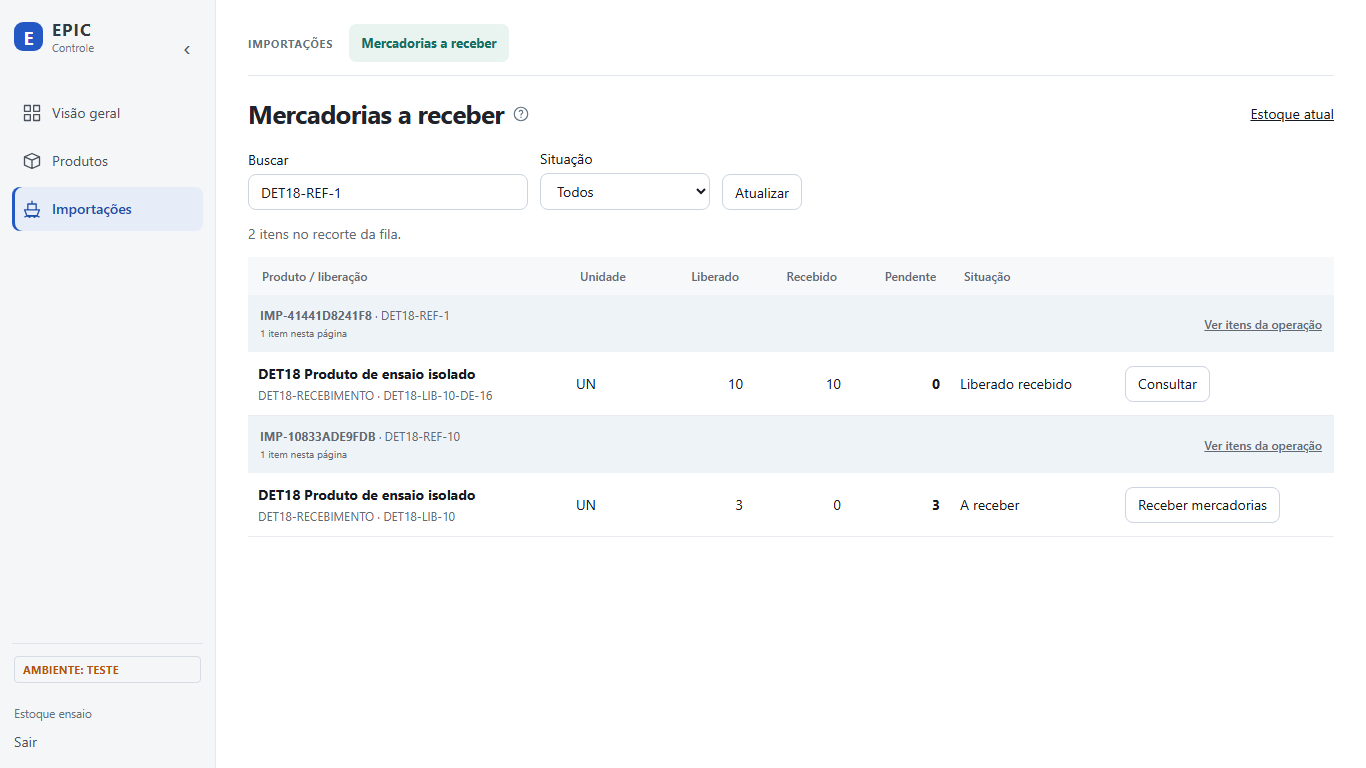 E
EPIC
Controle
Visão geral
Produtos
Importações
AMBIENTE: TESTE
Estoque ensaio
Sair
IMPORTAÇÕES
Mercadorias a receber
Mercadorias a receber ?
Estoque atual
Buscar
Situação
DET18-REF-1
Todos
Atualizar
2 itens no recorte da fila.
Produto / liberação Unidade Liberado Recebido Pendente Situação
IMP-41441D8241F8 · DET18-REF-1
1 item nesta página
Ver itens da operação
DET18 Produto de ensaio isolado
DET18-RECEBIMENTO · DET18-LIB-10-DE-16
UN 10 10 0 Liberado recebido Consultar
IMP-10833ADE9FDB · DET18-REF-10
1 item nesta página
Ver itens da operação
DET18 Produto de ensaio isolado
DET18-RECEBIMENTO · DET18-LIB-10
UN 3 0 3 A receber Receber mercadorias